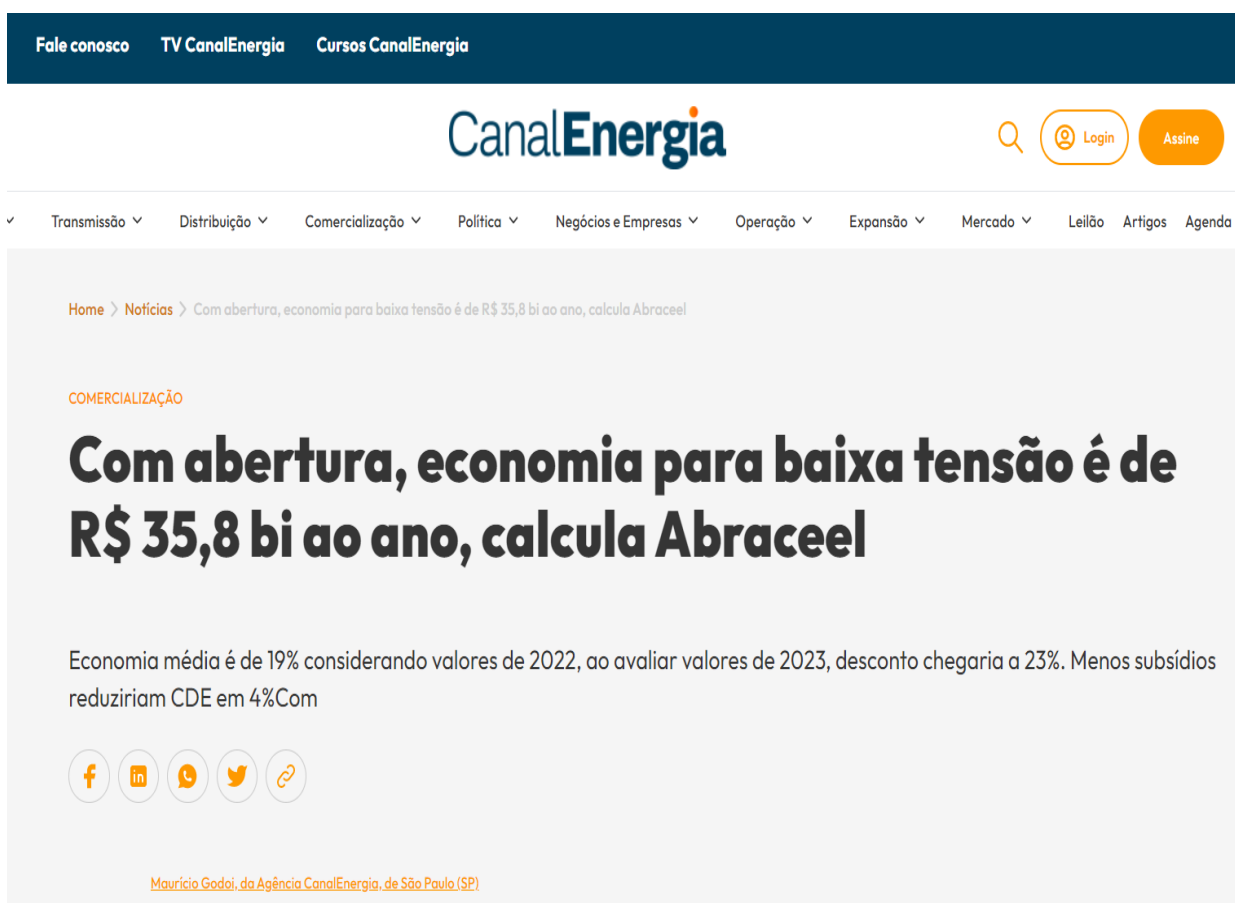 Fale conosco TV CanalEnergia Cursos CanalEnergia
CanalEnergia
Login
Assine
Transmissão Distribuição Comercialização Política Negócios e Empresas Operação Expansão Mercado Leilão Artigos Agenda
Home > Notícias > Com abertura, economia para baixa tensão é de R$ 35,8 bi ao ano, calcula Abraceel
COMERCIALIZAÇÃO
Com abertura, economia para baixa tensão é de
R$ 35,8 bi ao ano, calcula Abraceel
Economia média é de 19% considerando valores de 2022, ao avaliar valores de 2023, desconto chegaria a 23%. Menos subsídios
reduziriam CDE em 4%Com
Maurício Godoi, da Agência CanalEnergia, de São Paulo (SP)